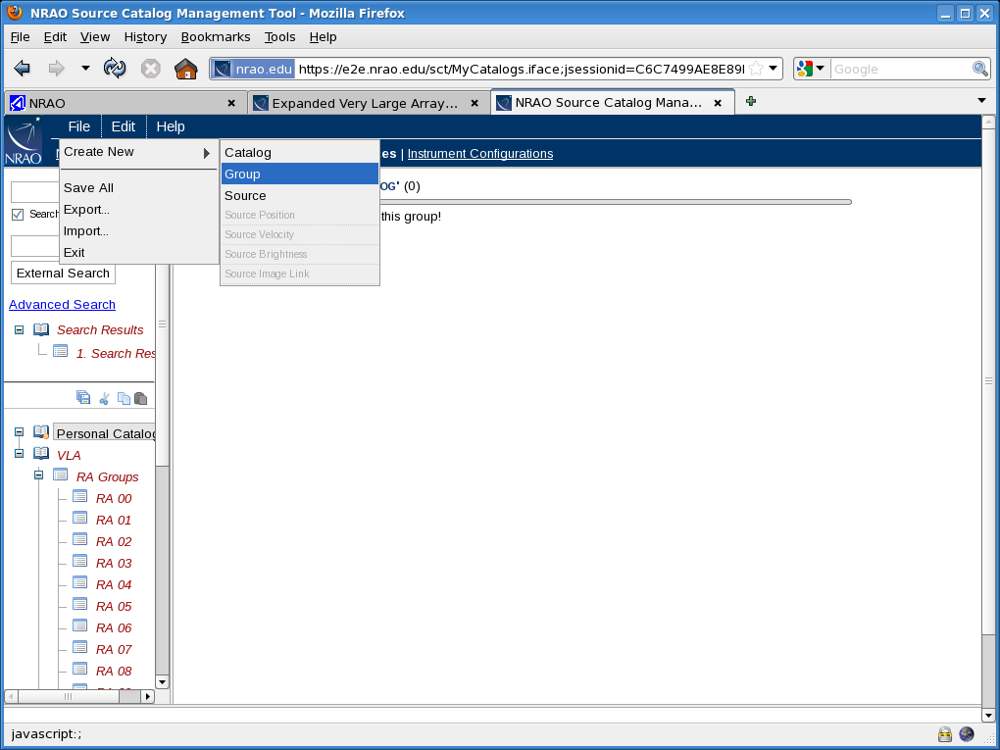 NRAO Source Catalog Management Tool - Mozilla Firefox
File Edit View History Bookmarks Tools Help
nrao.edu https://e2e.nrao.edu/sct/MyCatalogs.iface;jsessionid=C6C7499AE8E89I Google
NRAO Expanded Very Large Array... NRAO Source Catalog Mana...
NRAO File Edit Help
Create New
Catalog
es | Instrument Configurations
Group
Save All
OG' (0)
Source
Search
Export...
Source Position
this group!
Import...
Source Velocity
Exit
Source Brightness
External Search
Source Image Link
Advanced Search
Search Results
1. Search Res
Personal Catalog
VLA
RA Groups
RA 00
RA 01
RA 02
RA 03
RA 04
RA 05
RA 06
RA 07
RA 08
javascript:;